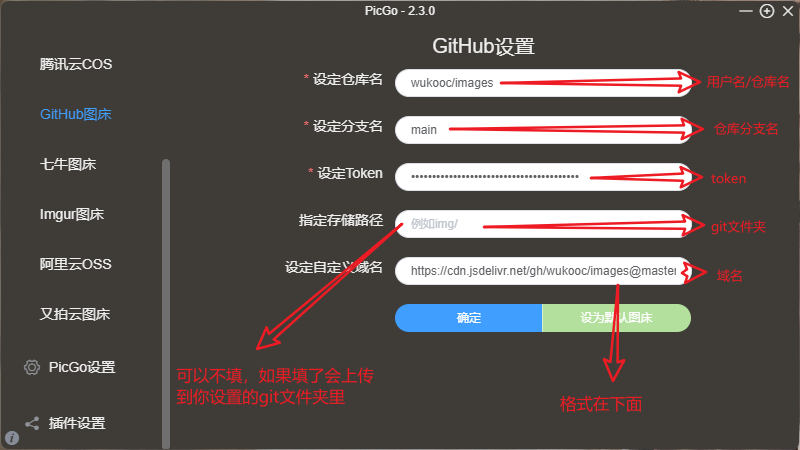 PicGo - 2.3.0
腾讯云COS
GitHub图床
七牛图床
Imgur图床
阿里云OSS
又拍云图床
PicGo设置
插件设置
GitHub设置
* 设定仓库名
wukooc/images
用户名/仓库名
* 设定分支名
main
仓库分支名
* 设定Token
token
指定存储路径
例如img/
git文件夹
设定自定义域名
https://cdn.jsdelivr.net/gh/wukooc/images@master
域名
确定
设为默认图床
可以不填，如果填了会上传
到你设置的git文件夹里
格式在下面